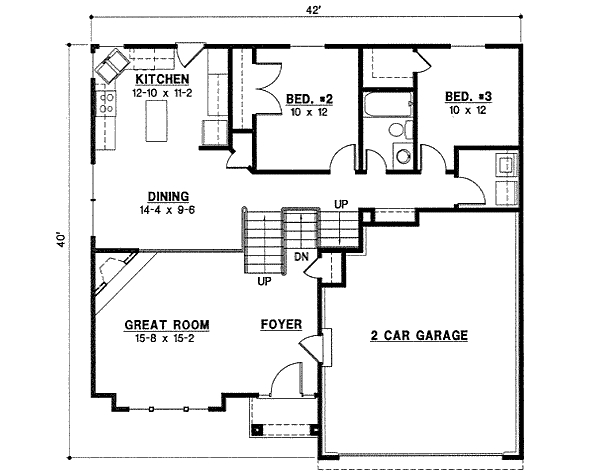 42'
KITCHEN
12-10 x 11-2
BED. #2
10 x 12
BED. #3
10 x 12
DINING
14-4 x 9-6
UP
40'
DN
UP
GREAT ROOM
15-8 x 15-2
FOYER
2 CAR GARAGE